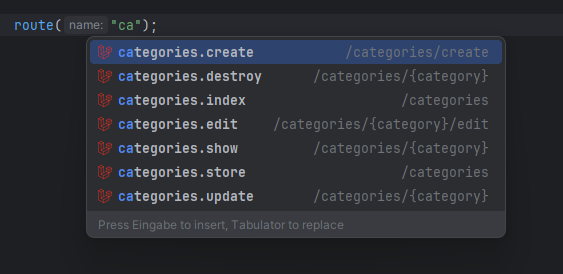 route( name: "ca");
categories.create /categories/create
categories.destroy /categories/{category}
categories.index /categories
categories.edit /categories/{category}/edit
categories.show /categories/{category}
categories.store /categories
categories.update /categories/{category}
Press Eingabe to insert, Tabulator to replace